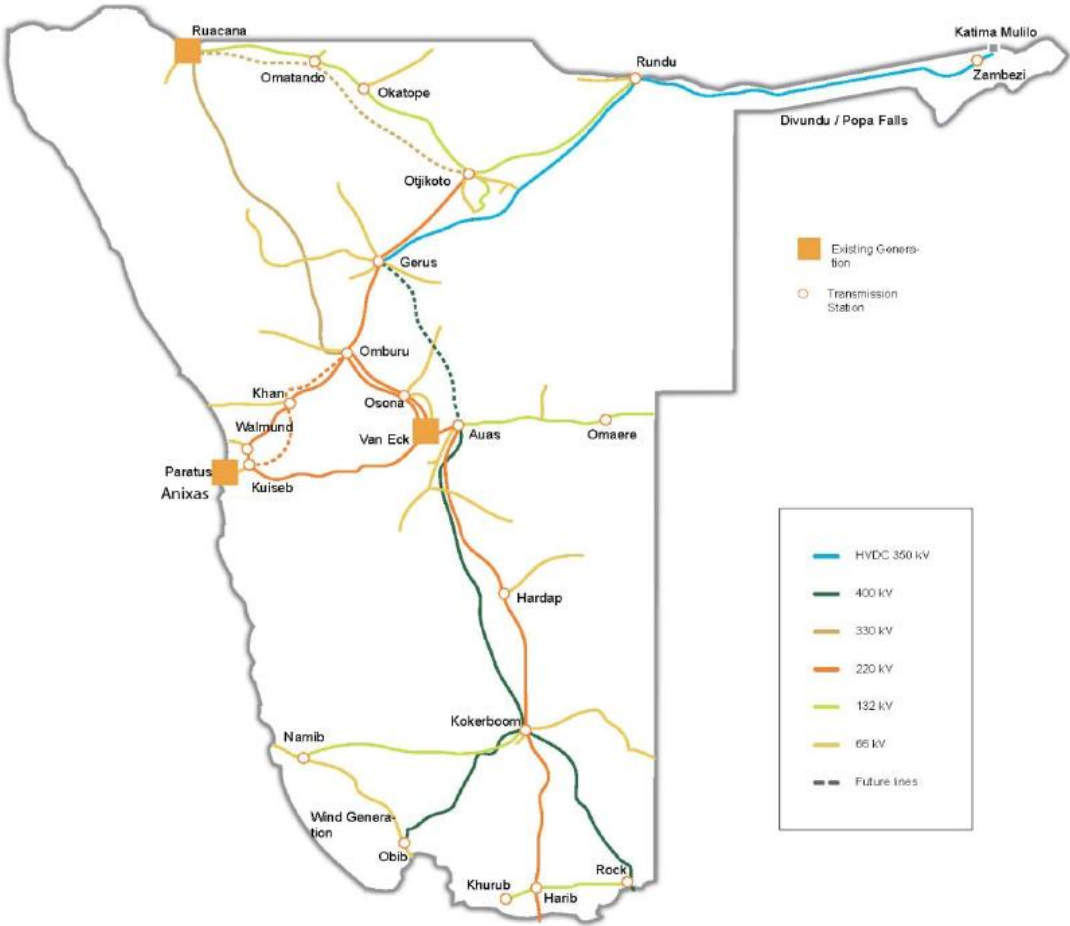 Ruacana
Omatando
Okatope
Rundu
Katima Mulilo
Zambezi
Divundu / Popa Falls
Otjikoto
Gerus
Existing Genera-
tion
Transmission
Station
Omburu
Khan
Osona
Walmund
Van Eck
Auas
Omaere
Paratus
Anixas
Kuiseb
HVDC 350 kV
400 kV
330 kV
220 kV
132 kV
66 kV
Future lines
Hardap
Kokerboom
Namib
Wind Genera-
tion
Obib
Rock
Khurub
Harib